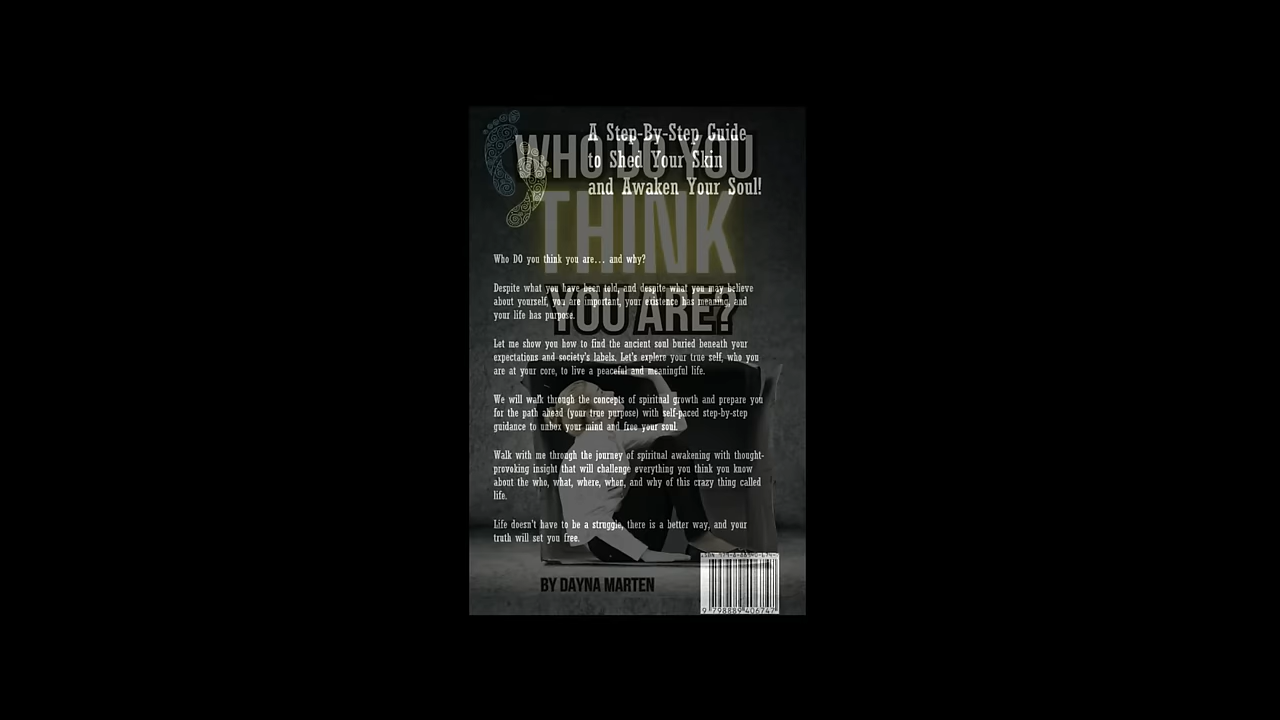 A Step-By-Step Guide
to Shed Your Skin
and Awaken Your Soul!
WHO DO YOU
THINK
YOU ARE?
Who DO you think you are... and why?
Despite what you have been told, and despite what you may believe
about yourself, you are important, your existence has meaning, and
your life has purpose.
Let me show you how to find the ancient soul buried beneath your
expectations and society's labels. Let's explore your true self, who you
are at your core, to live a peaceful and meaningful life.
We will walk through the concepts of spiritual growth and prepare you
for the path ahead (your true purpose) with self-paced step-by-step
guidance to unbox your mind and free your soul.
Walk with me through the journey of spiritual awakening with thought-
provoking insight that will challenge everything you think you know
about the who, what, where, when, and why of this crazy thing called
life.
Life doesn't have to be a struggle, there is a better way, and your
truth will set you free.
BY DAYNA MARTEN
9 798889 406747